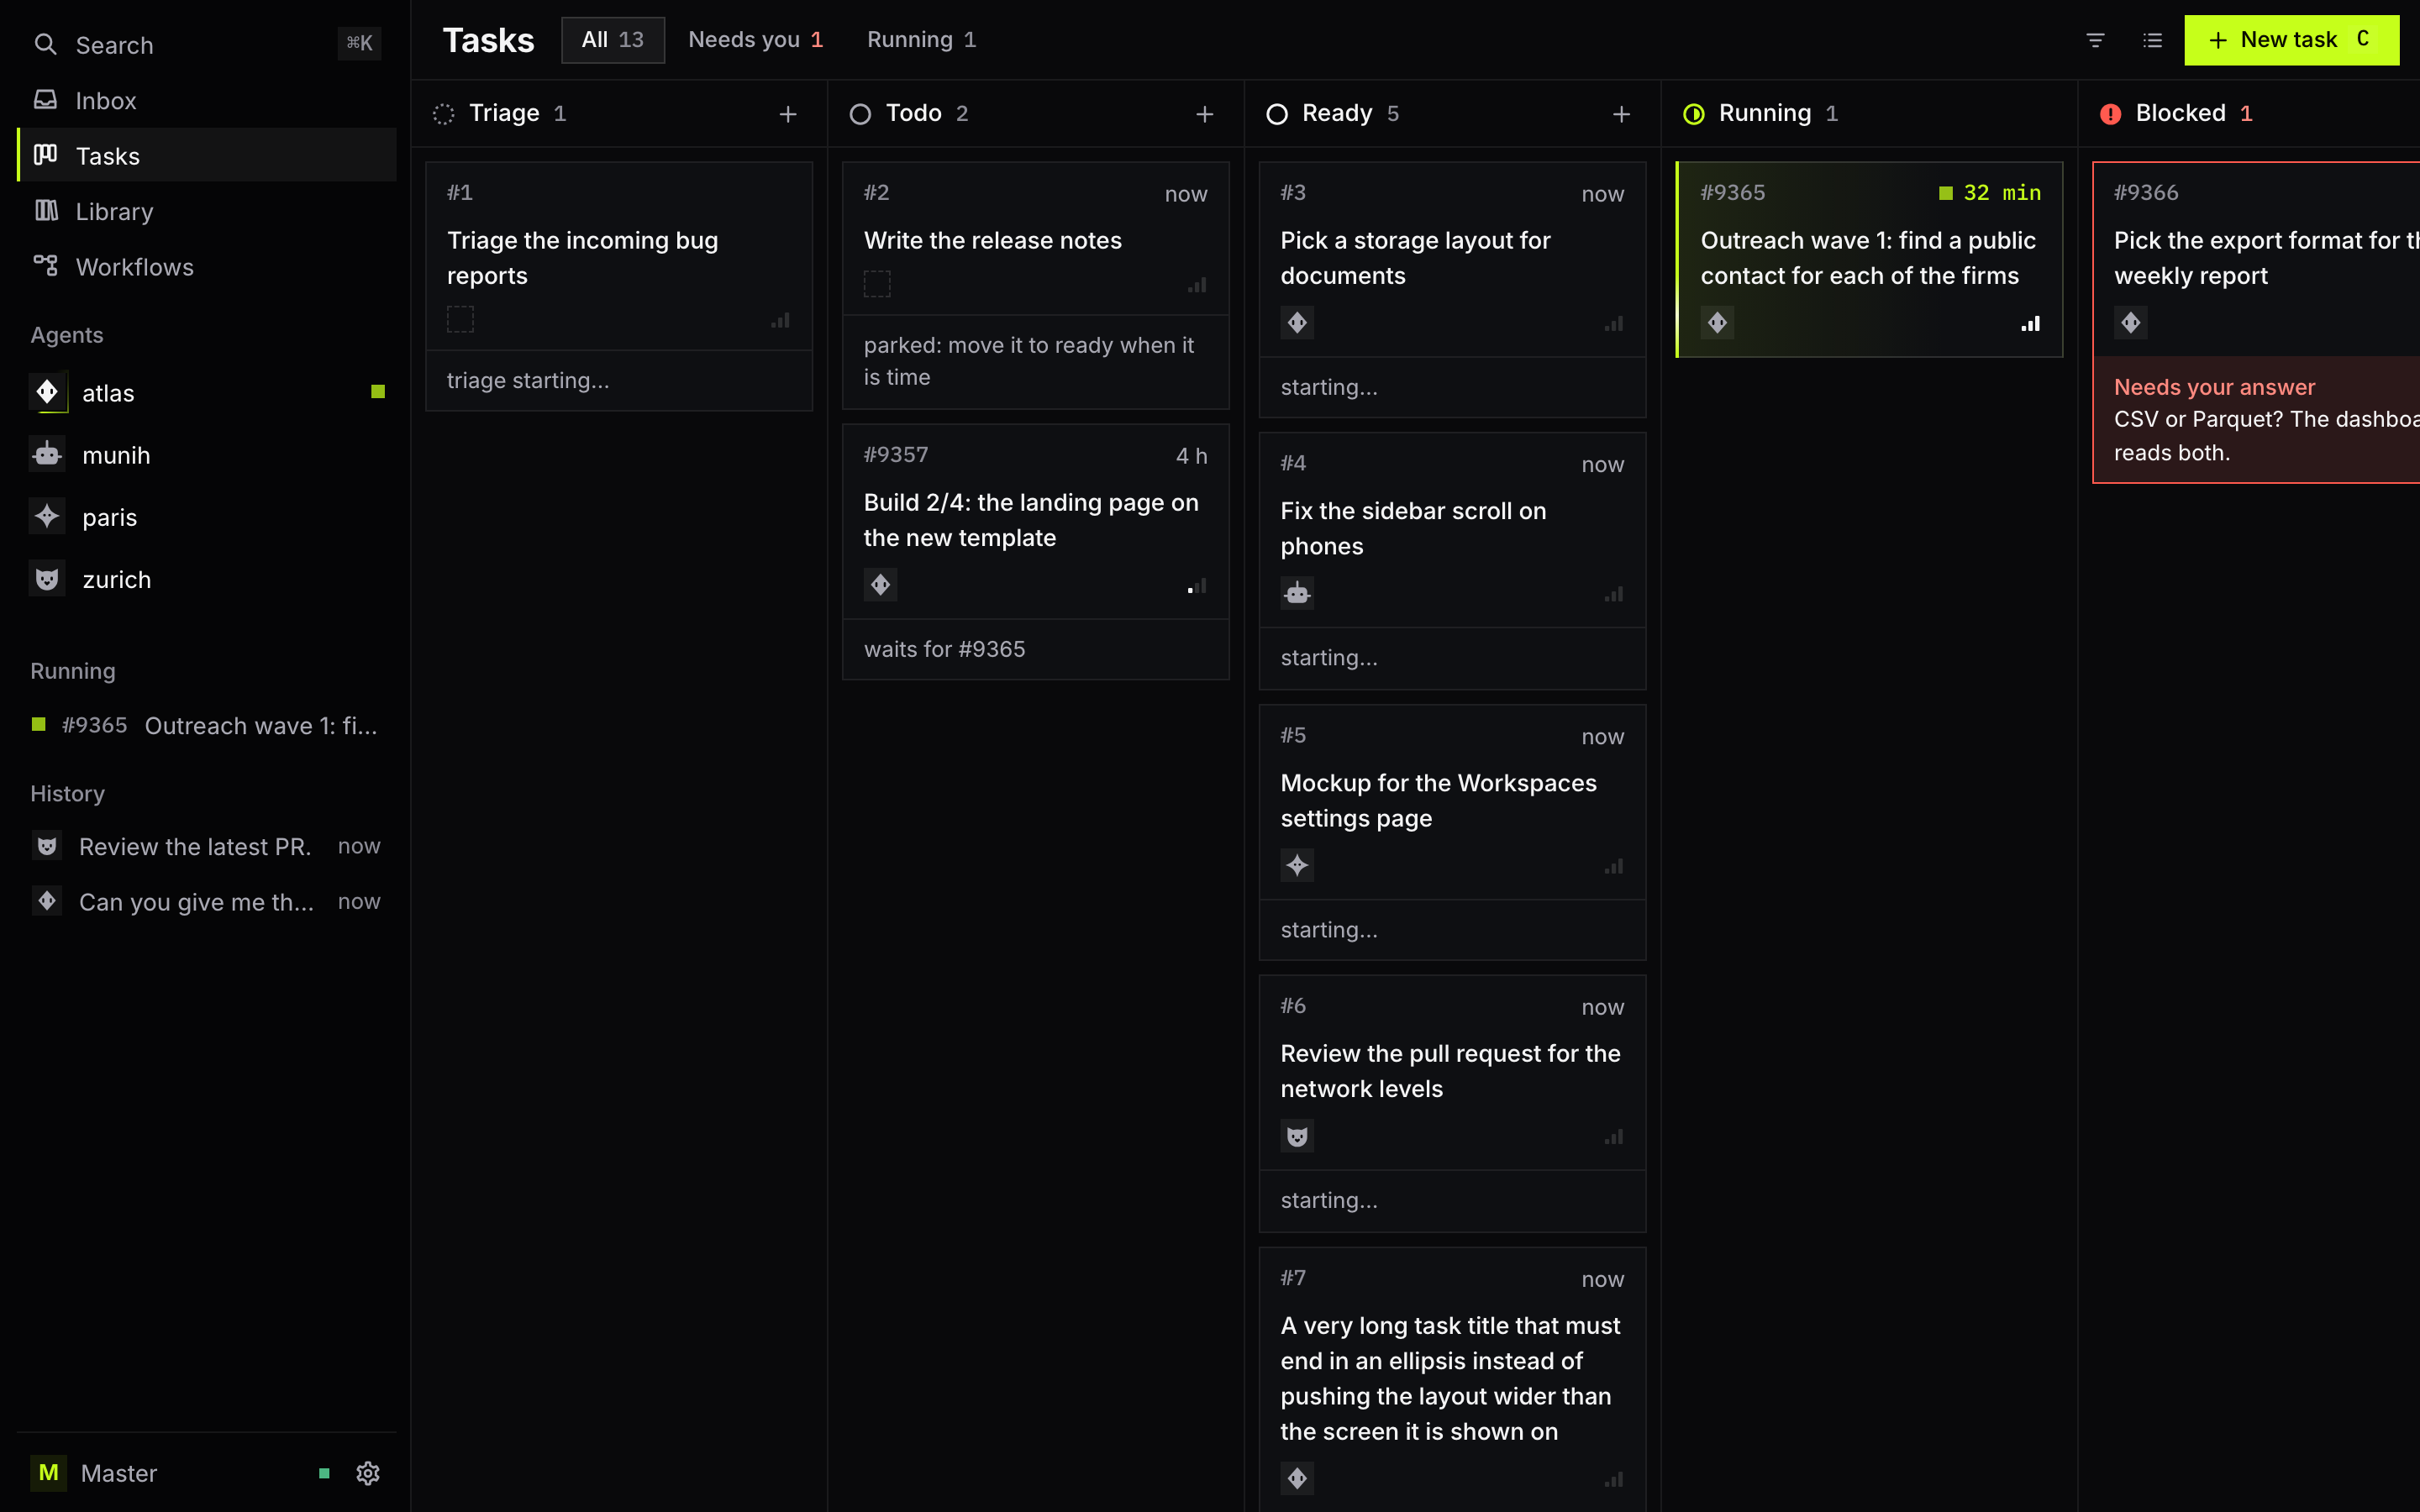 Search ⌘K
Inbox
Tasks
Library
Workflows
Agents
atlas
munih
paris
zurich
Running
#9365 Outreach wave 1: fi...
History
Review the latest PR. now
Can you give me th... now
M Master
Tasks All 13 Needs you 1 Running 1
+ New task C
Triage 1
#1
Triage the incoming bug
reports
triage starting...
Todo 2
#2 now
Write the release notes
parked: move it to ready when it
is time
#9357 4 h
Build 2/4: the landing page on
the new template
waits for #9365
Ready 5
#3 now
Pick a storage layout for
documents
starting...
#4 now
Fix the sidebar scroll on
phones
starting...
#5 now
Mockup for the Workspaces
settings page
starting...
#6 now
Review the pull request for the
network levels
starting...
#7 now
A very long task title that must
end in an ellipsis instead of
pushing the layout wider than
the screen it is shown on
Running 1
#9365 32 min
Outreach wave 1: find a public
contact for each of the firms
Blocked 1
#9366
Pick the export format for
weekly report
Needs your answer
CSV or Parquet? The
reads both.